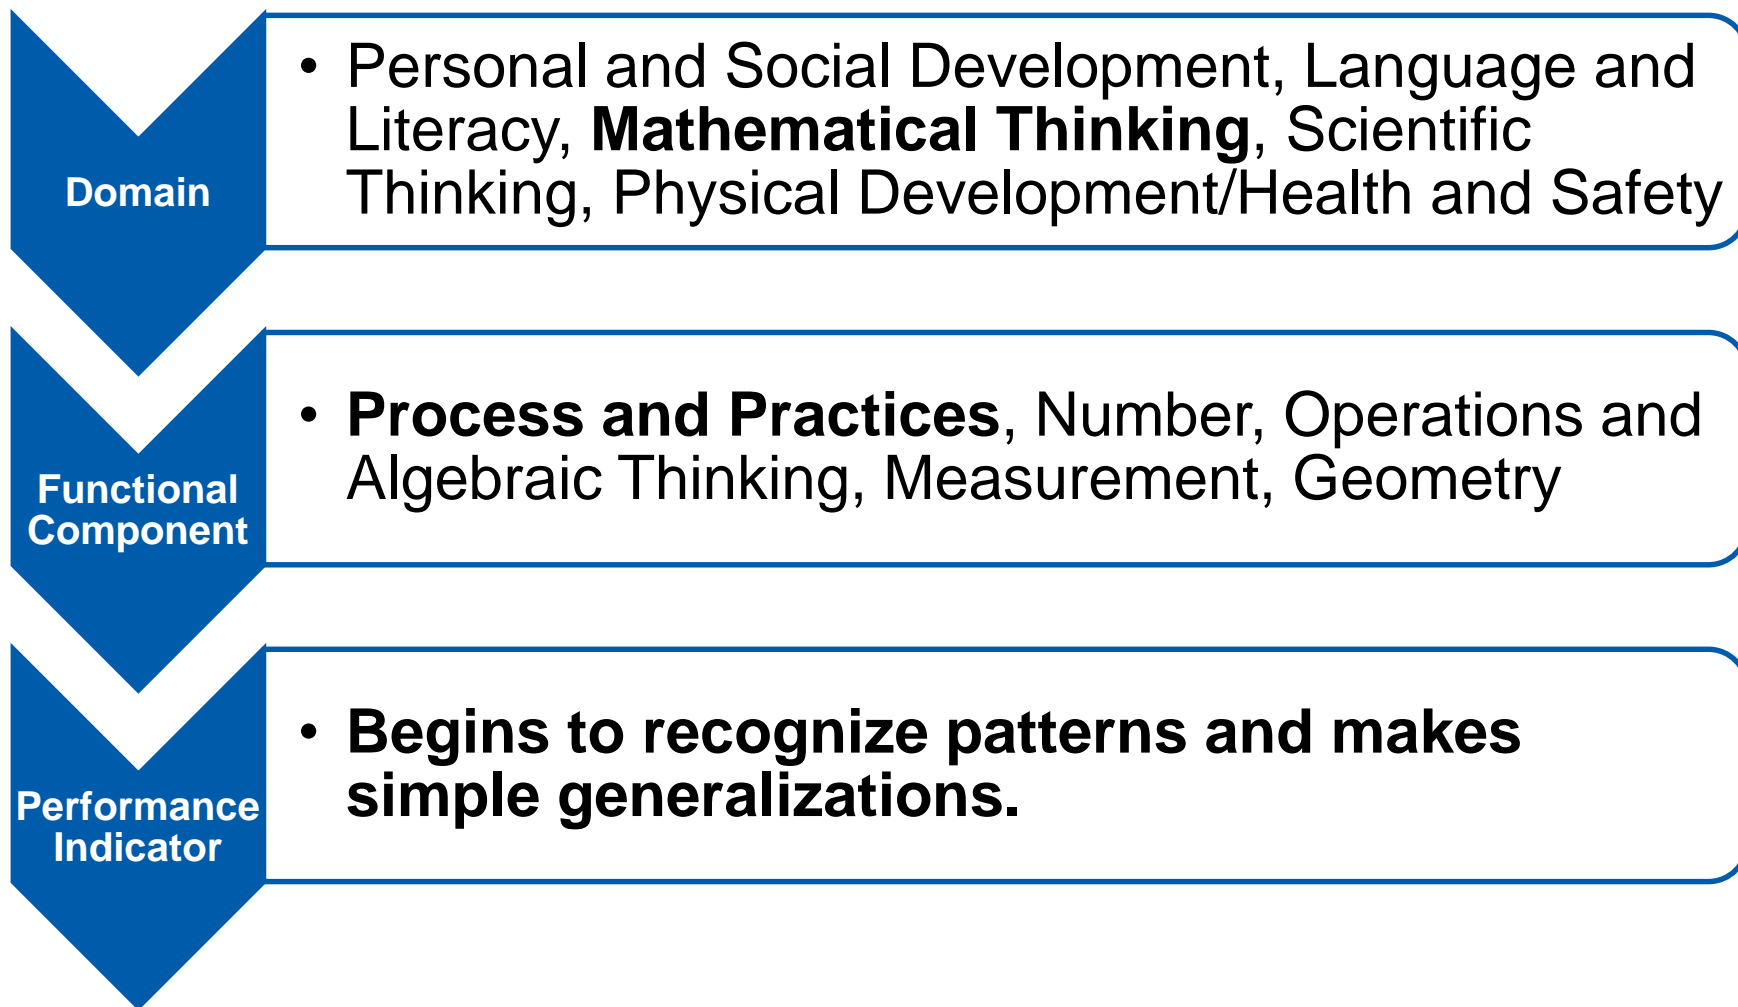 Domain
• Personal and Social Development, Language and
Literacy, Mathematical Thinking, Scientific
Thinking, Physical Development/Health and Safety
Functional
Component
• Process and Practices, Number, Operations and
Algebraic Thinking, Measurement, Geometry
Performance
Indicator
• Begins to recognize patterns and makes
simple generalizations.